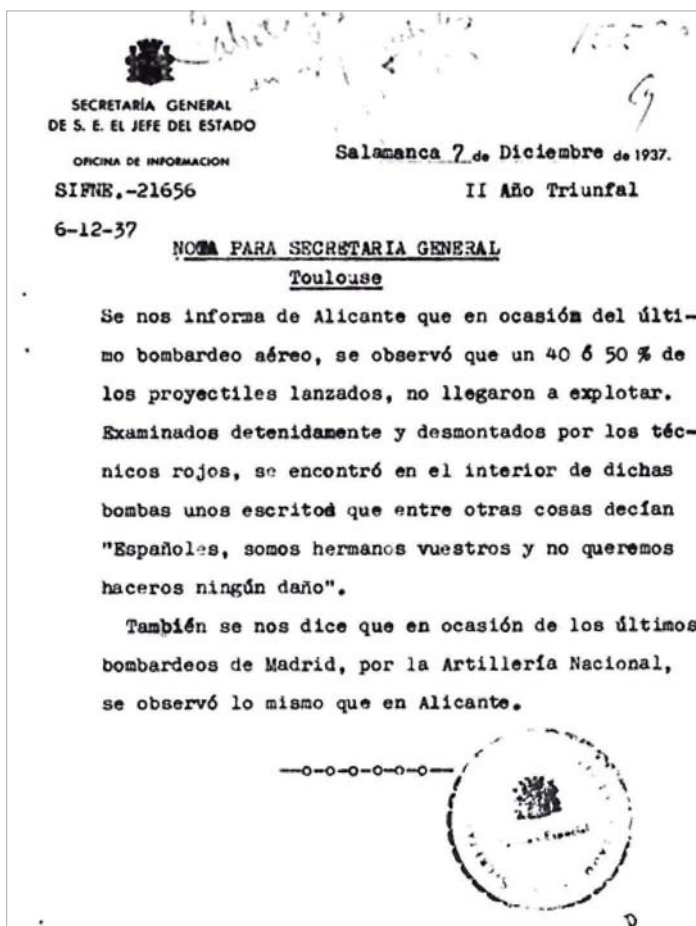 SECRETARÍA GENERAL
DE S. E. EL JEFE DEL ESTADO
OFICINA DE INFORMACION
Salamanca 7 de Diciembre de 1937.
SIFNE.-21656
II Año Triunfal
6-12-37
NOTA PARA SECRETARIA GENERAL
Toulouse
Se nos informa de Alicante que en ocasión del últi-
mo bombardeo aéreo, se observó que un 40 ó 50 % de
los proyectiles lanzados, no llegaron a explotar.
Examinados detenidamente y desmontados por los téc-
nicos rojos, se encontró en el interior de dichas
bombas unos escritos que entre otras cosas decían
"Españoles, somos hermanos vuestros y no queremos
haceros ningún daño".
También se nos dice que en ocasión de los últimos
bombardeos de Madrid, por la Artillería Nacional,
se observó lo mismo que en Alicante.
—o-o-o-o-o-o—
Especial